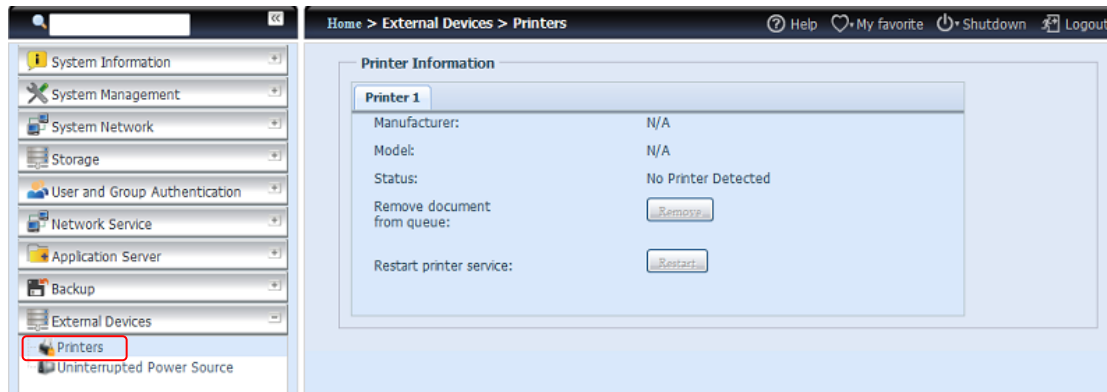 Home > External Devices > Printers
Help My favorite Shutdown Logout
System Information
System Management
System Network
Storage
User and Group Authentication
Network Service
Application Server
Backup
External Devices
Printers
Uninterrupted Power Source
Printer Information
Printer 1
Manufacturer: N/A
Model: N/A
Status: No Printer Detected
Remove document
from queue: Remove
Restart printer service: Restart